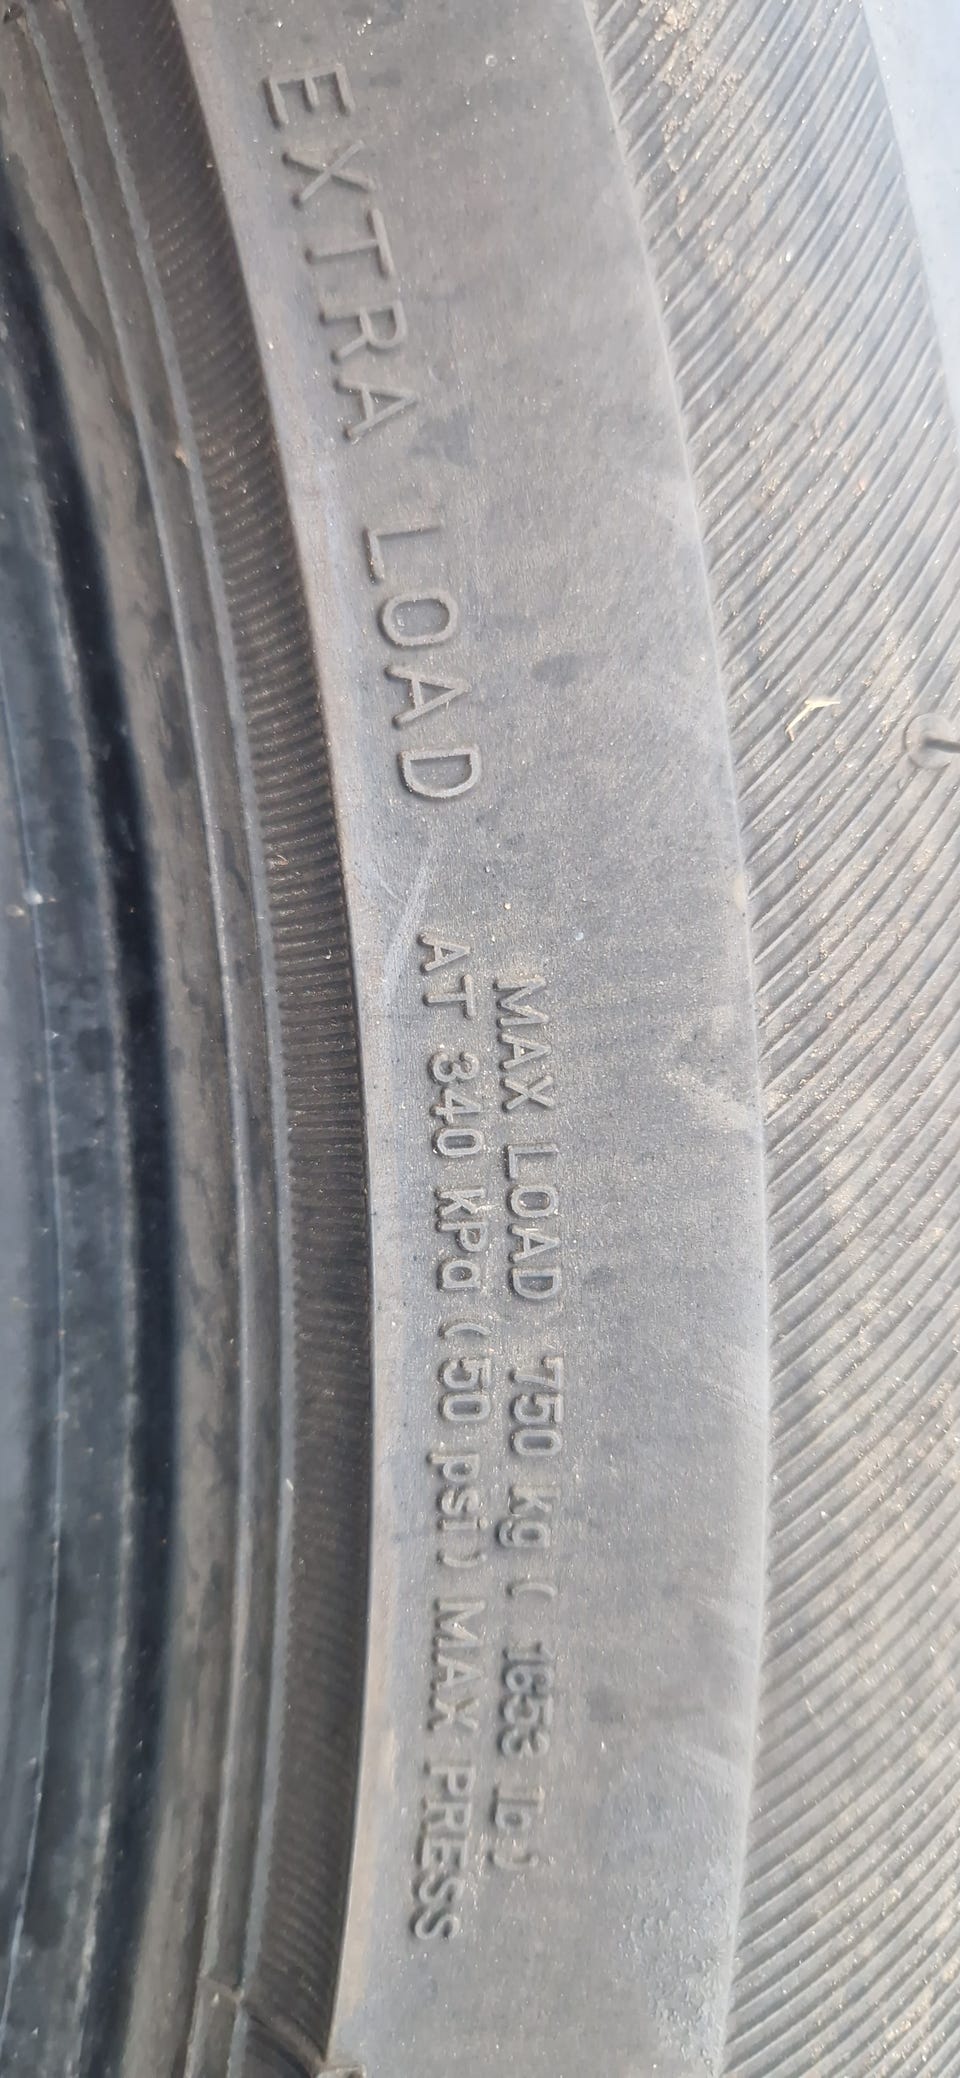 EXTRA LOAD
MAX LOAD 750 kg ( 1653 lb )
AT 340 KPa ( 50 psi ) MAX PRESS